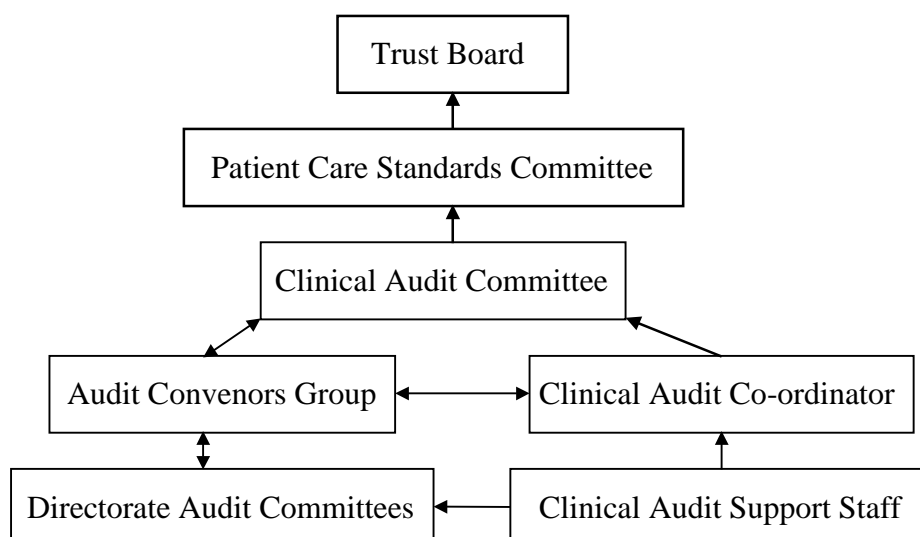 Trust Board
Patient Care Standards Committee
Clinical Audit Committee
Audit Convenors Group
Clinical Audit Co-ordinator
Directorate Audit Committees
Clinical Audit Support Staff